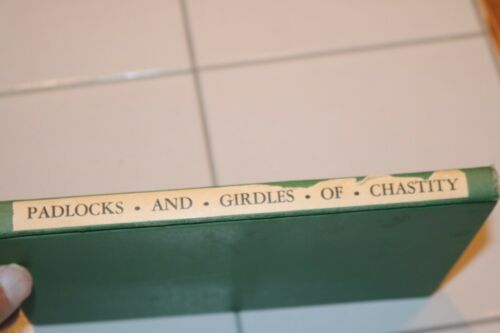 PADLOCKS · AND · GIRDLES · OF · CHASTITY